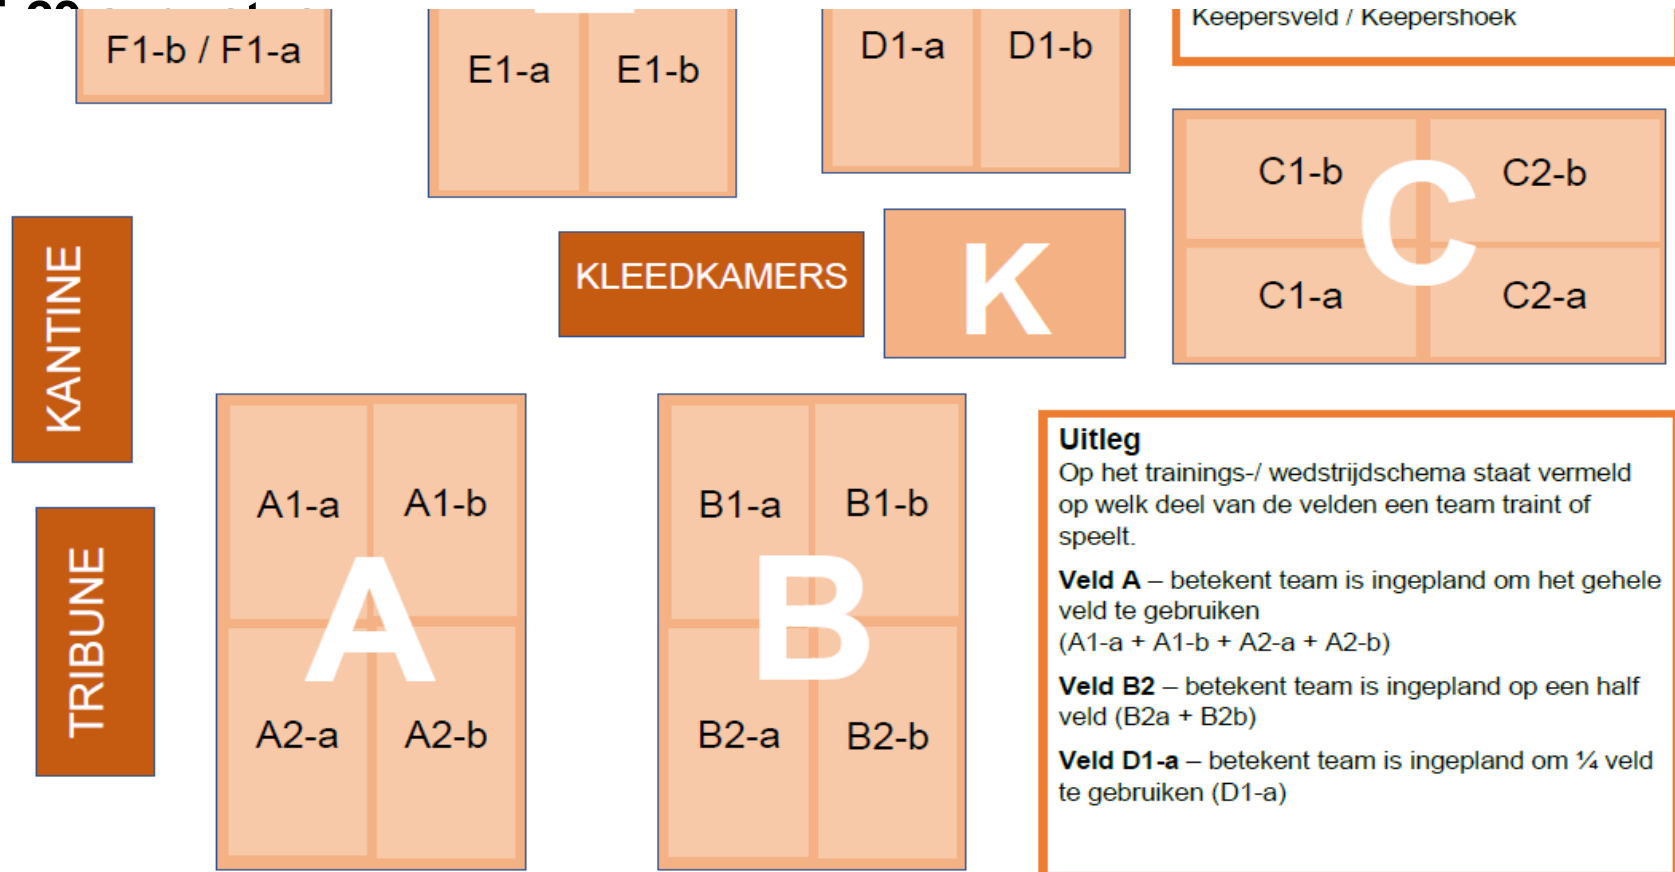 Keepersveld / Keepershoek
F1-b / F1-a
E1-a E1-b
D1-a D1-b
C1-b C2-b
C
C1-a C2-a
KANTINE
KLEEDKAMERS
K
TRIBUNE
A1-a A1-b
A
A2-a A2-b
B1-a B1-b
B
B2-a B2-b
Uitleg
Op het trainings-/ wedstrijdschema staat vermeld
op welk deel van de velden een team traint of
speelt.
Veld A – betekent team is ingepland om het gehele
veld te gebruiken
(A1-a + A1-b + A2-a + A2-b)
Veld B2 – betekent team is ingepland op een half
veld (B2a + B2b)
Veld D1-a – betekent team is ingepland om ¼ veld
te gebruiken (D1-a)